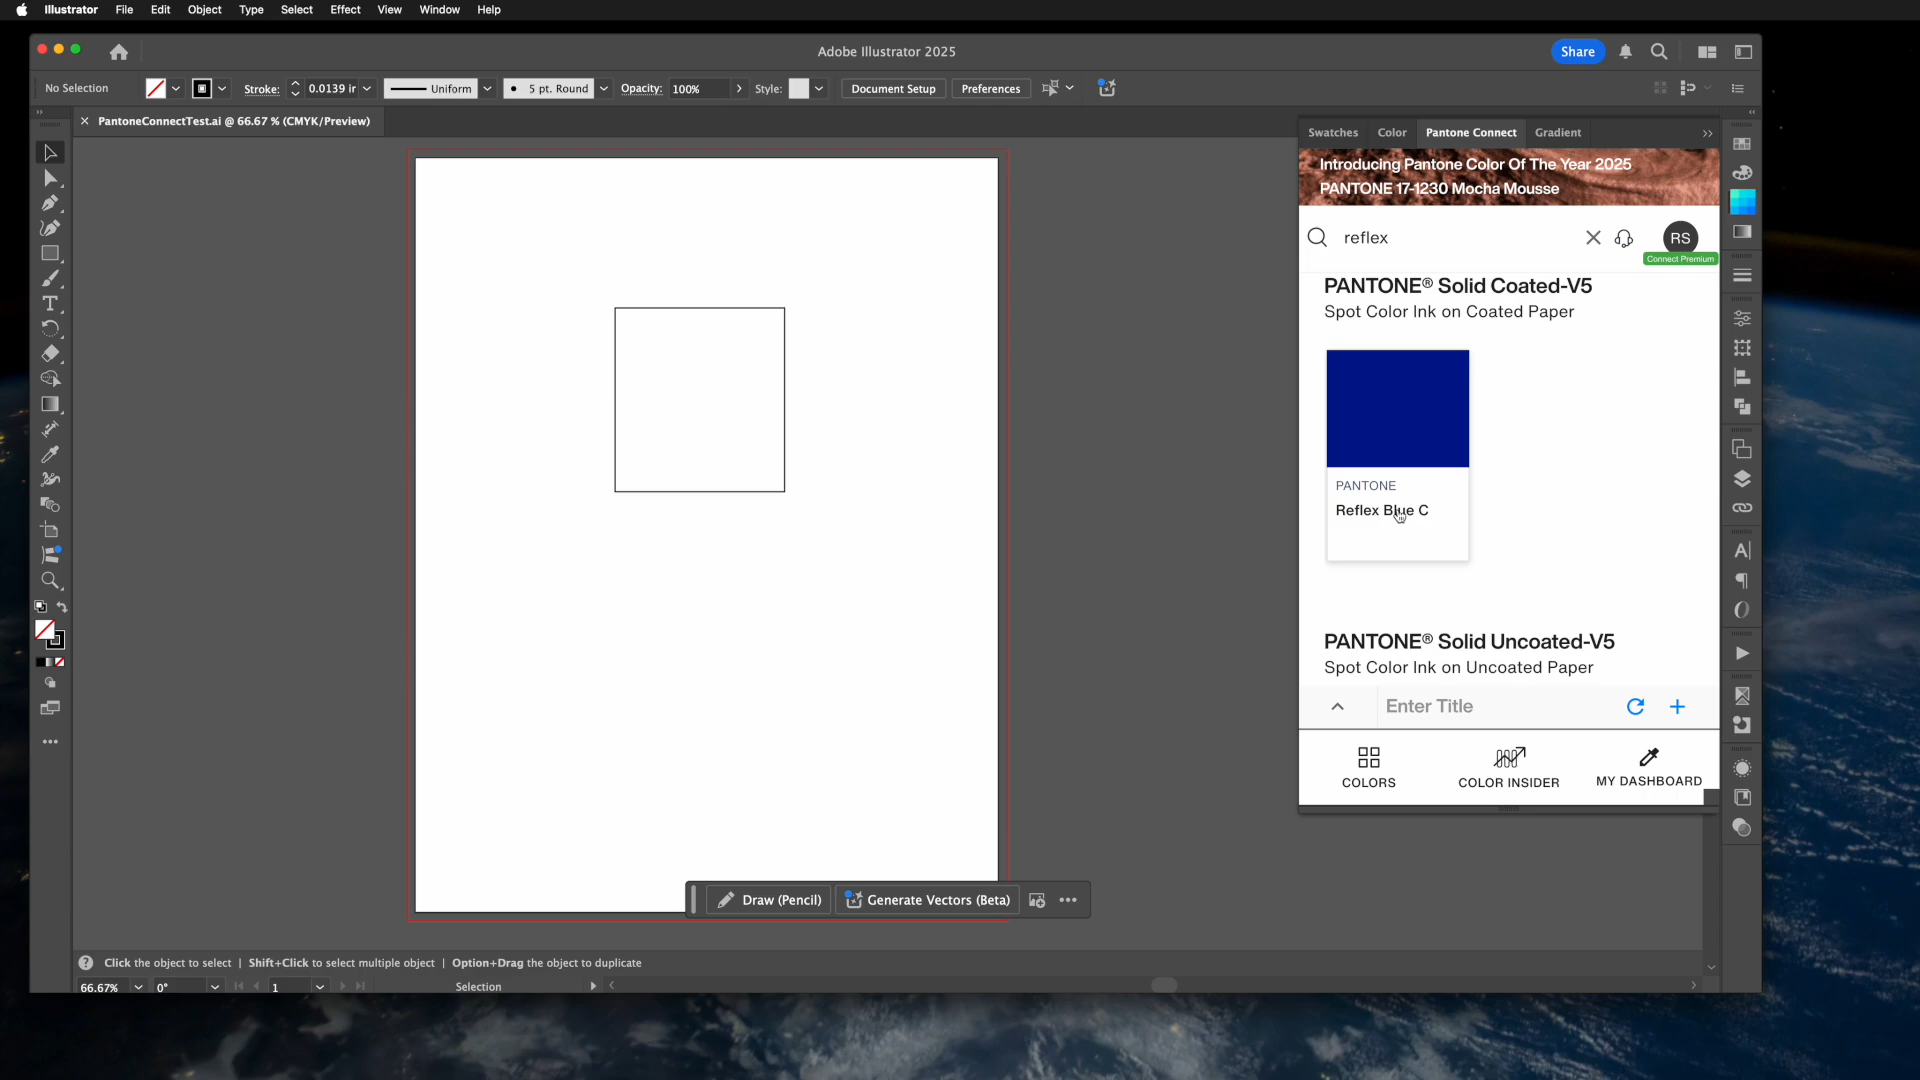 Illustrator File Edit Object Type Select Effect View Window Help
Adobe Illustrator 2025
Share
No Selection
Stroke:
0.0139 ir
Uniform
5 pt. Round
Opacity:
100%
Style:
Document Setup
Preferences
× PantoneConnectTest.ai @ 66.67 % (CMYK/Preview)
Swatches Color Pantone Connect Gradient
Introducing Pantone Color Of The Year 2025
PANTONE 17-1230 Mocha Mousse
reflex
RS
Connect Premium
PANTONE® Solid Coated-V5
Spot Color Ink on Coated Paper
PANTONE
Reflex Blue C
PANTONE® Solid Uncoated-V5
Spot Color Ink on Uncoated Paper
Enter Title
COLORS
COLOR INSIDER
MY DASHBOARD
Draw (Pencil)
Generate Vectors (Beta)
Click the object to select | Shift+Click to select multiple object | Option+Drag the object to duplicate
66.67%
0°
1
Selection